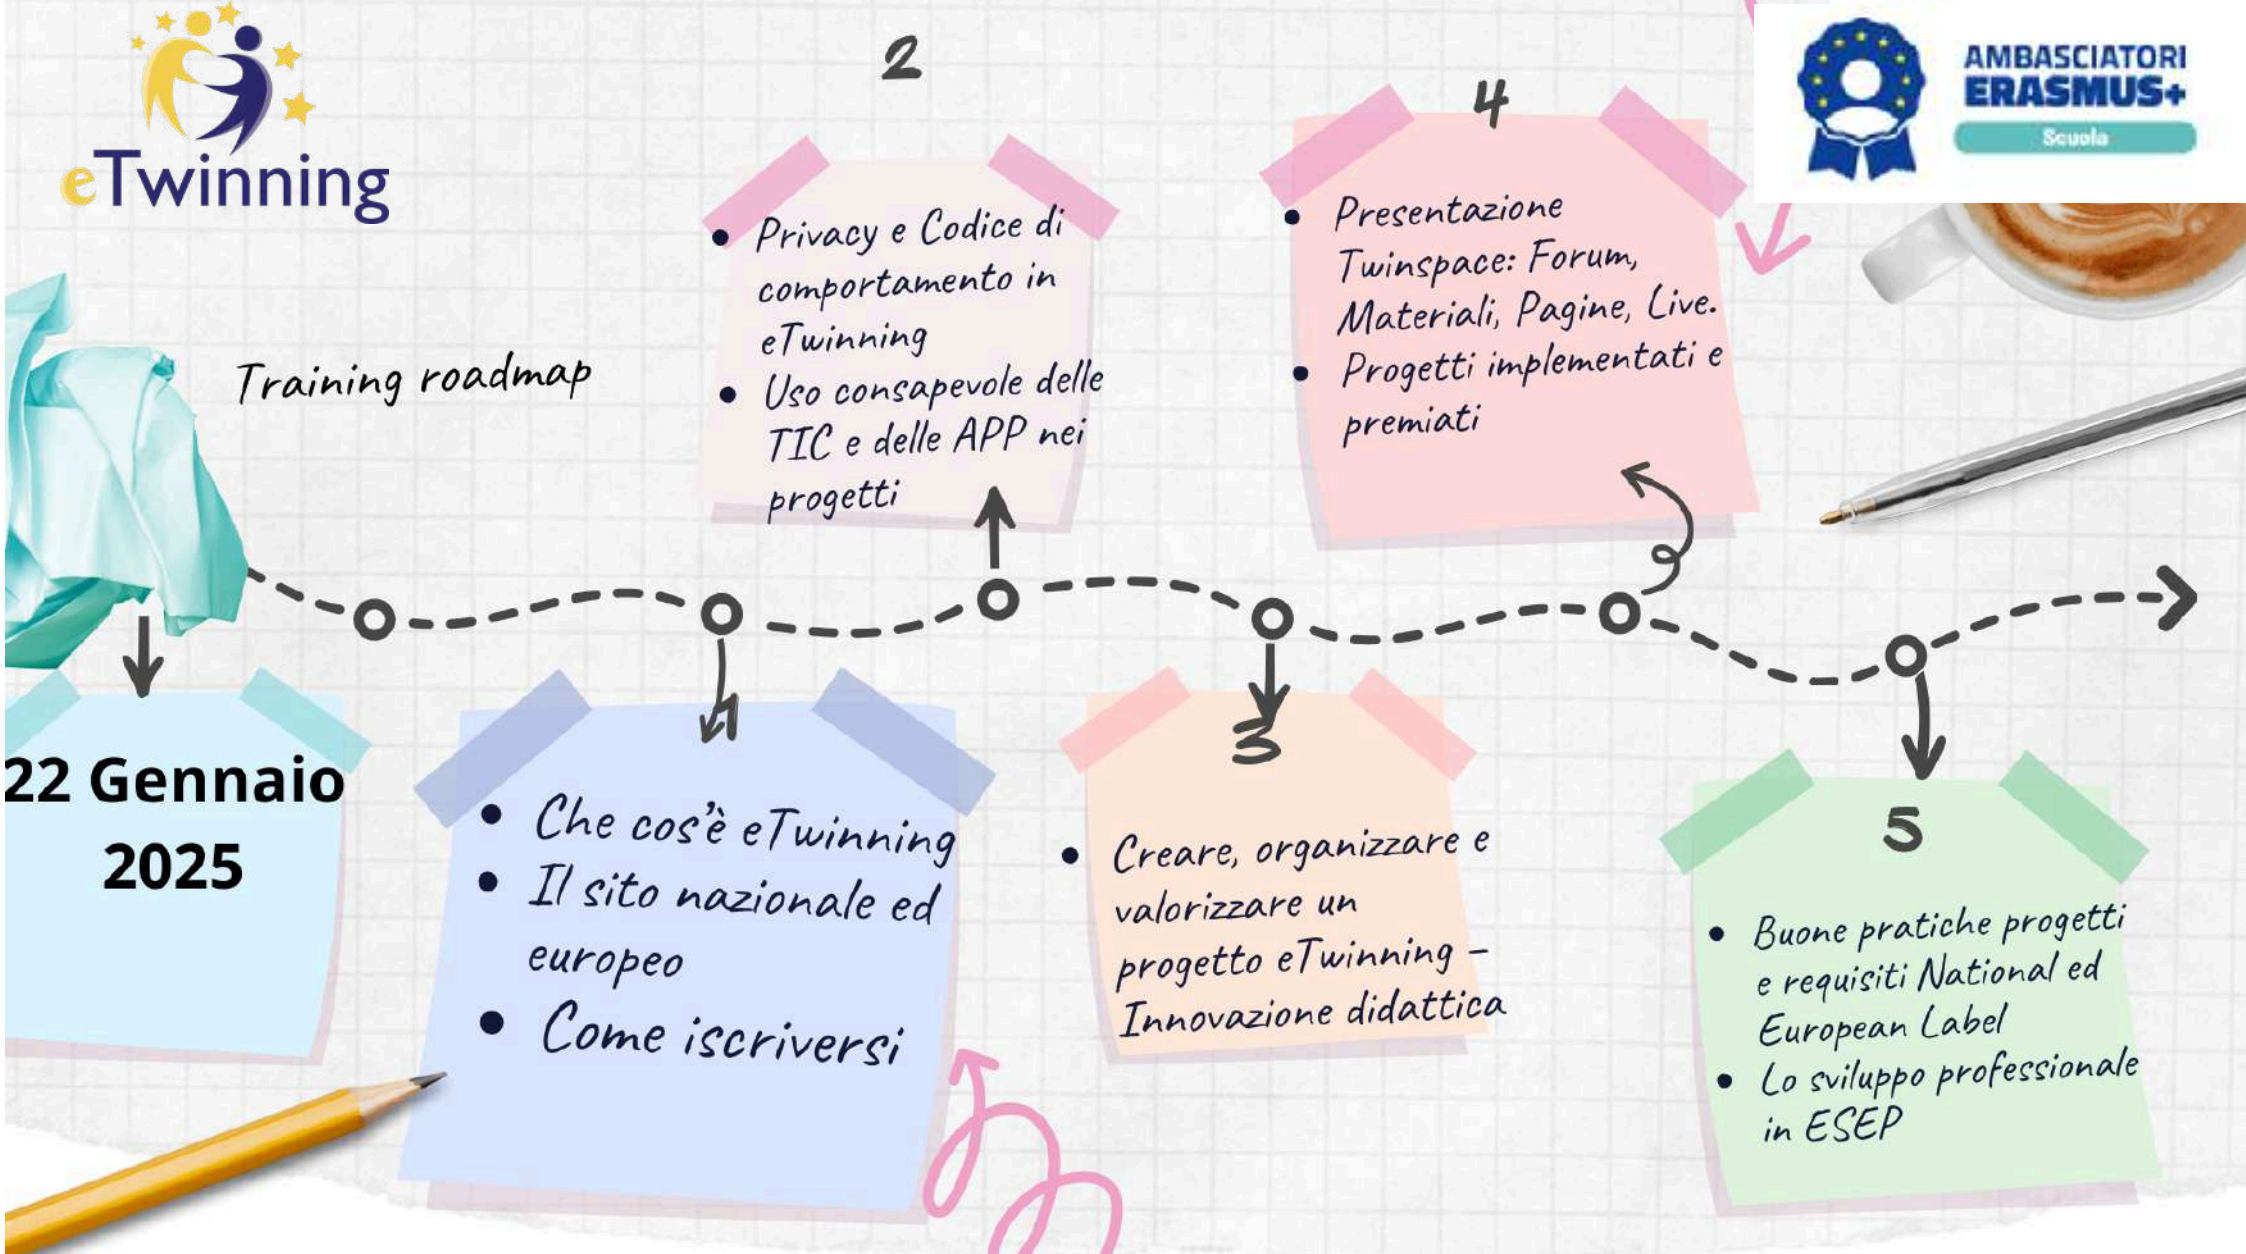 eTwinning
AMBASCIATORI
ERASMUS+
Scuola
Training roadmap
22 Gennaio
2025
1
• Che cos'è eTwinning
• Il sito nazionale ed
europeo
• Come iscriversi
2
• Privacy e Codice di
comportamento in
eTwinning
• Uso consapevole delle
TIC e delle APP nei
progetti
3
• Creare, organizzare e
valorizzare un
progetto eTwinning –
Innovazione didattica
4
• Presentazione
Twinspace: Forum,
Materiali, Pagine, Live.
• Progetti implementati e
premiati
5
• Buone pratiche progetti
e requisiti National ed
European Label
• Lo sviluppo professionale
in ESEP